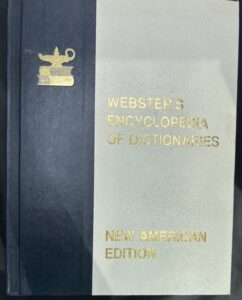 WEBSTER'S
ENCYCLOPEDIA
OF DICTIONARIES
NEW AMERICAN
EDITION